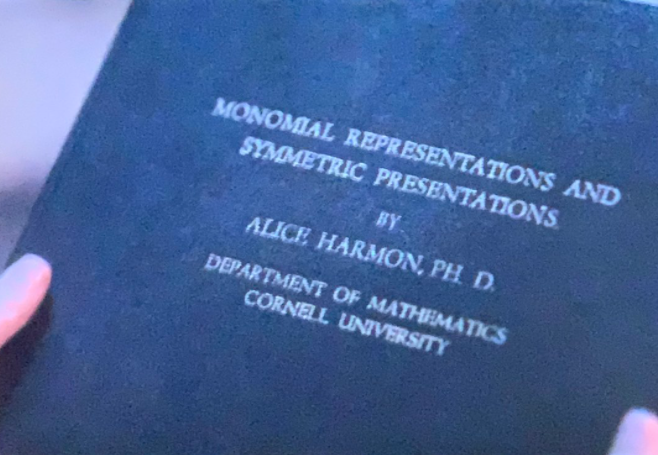 MONOMIAL REPRESENTATIONS AND
SYMMETRIC PRESENTATIONS
BY
ALICE HARMON, PH. D.
DEPARTMENT OF MATHEMATICS
CORNELL UNIVERSITY